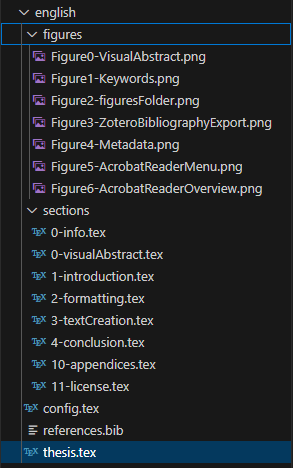 english
figures
Figure0-VisualAbstract.png
Figure1-Keywords.png
Figure2-figuresFolder.png
Figure3-ZoteroBibliographyExport.png
Figure4-Metadata.png
Figure5-AcrobatReaderMenu.png
Figure6-AcrobatReaderOverview.png
sections
TEX 0-info.tex
TEX 0-visualAbstract.tex
TEX 1-introduction.tex
TEX 2-formatting.tex
TEX 3-textCreation.tex
TEX 4-conclusion.tex
TEX 10-appendices.tex
TEX 11-license.tex
TEX config.tex
references.bib
TEX thesis.tex